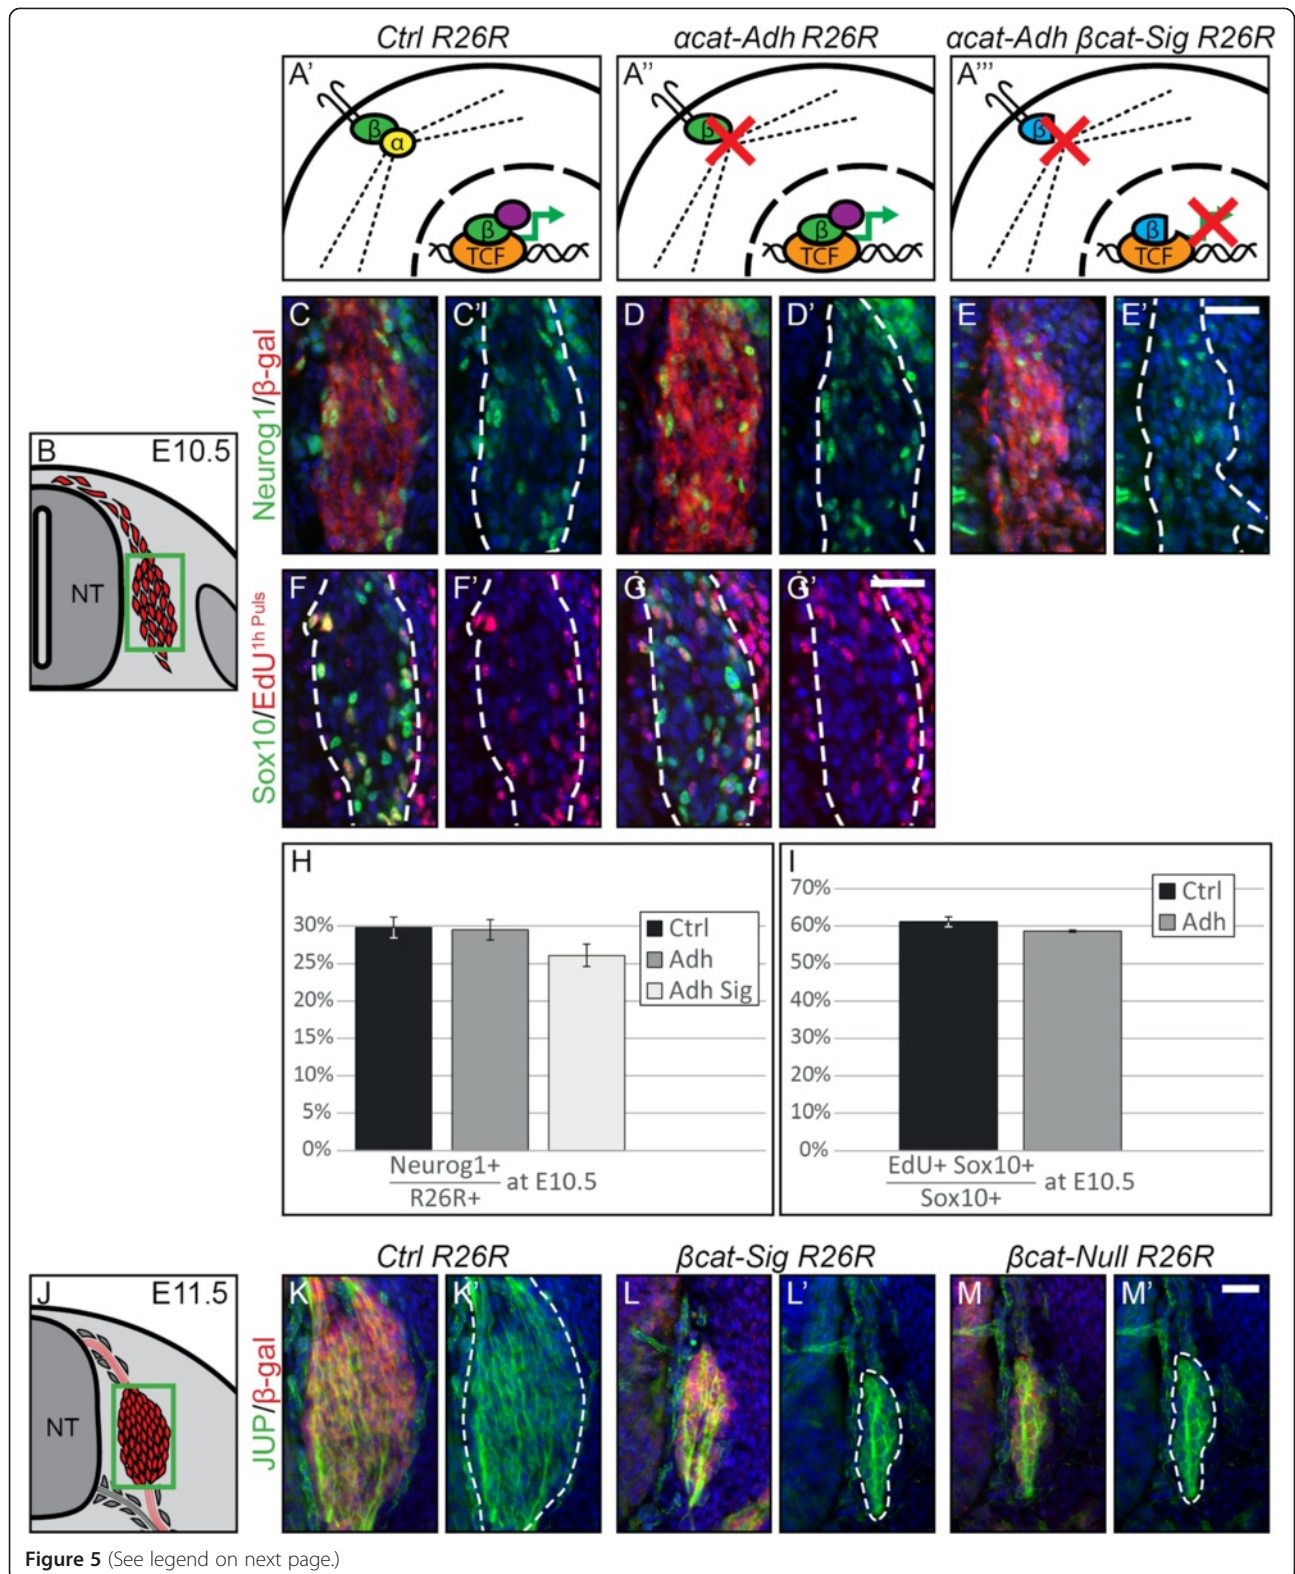 Ctrl R26R
αcat-Adh R26R
αcat-Adh βcat-Sig R26R
A'
β
α
β
TCF
A''
β
β
TCF
A'''
β
β
TCF
Neurog1/β-gal
C
C'
D
D'
E
E'
B
E10.5
NT
Sox10/EdU1h Puls
F
F'
G
G'
H
30%
25%
20%
15%
10%
5%
0%
Ctrl
Adh
Adh Sig
Neurog1+
R26R+
at E10.5
I
70%
60%
50%
40%
30%
20%
10%
0%
Ctrl
Adh
EdU+ Sox10+
Sox10+
at E10.5
Ctrl R26R
βcat-Sig R26R
βcat-Null R26R
J
E11.5
NT
JUP/β-gal
K
K'
L
L'
M
M'
Figure 5 (See legend on next page.)